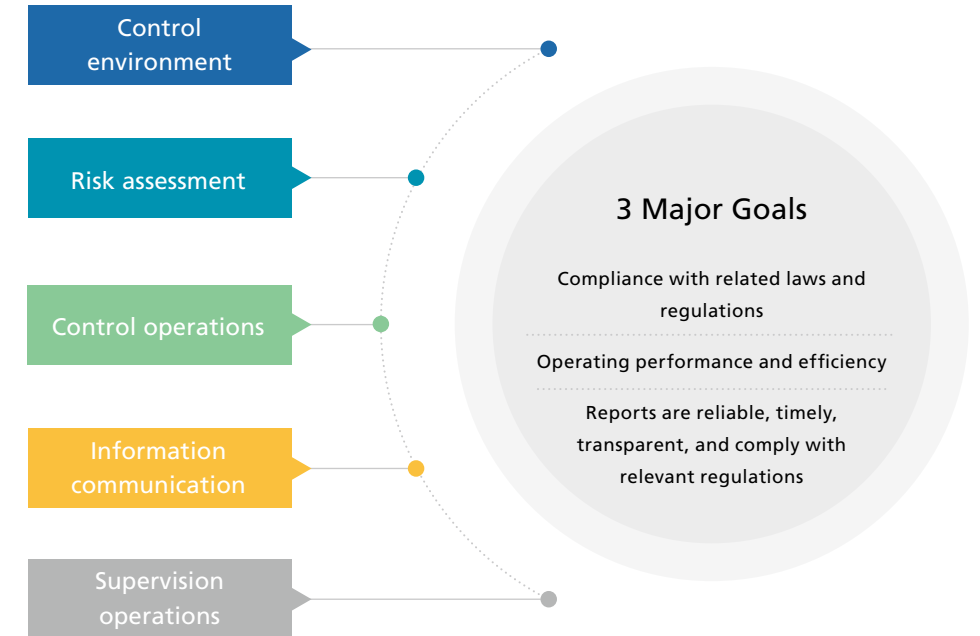 Control
environment
Risk assessment
Control operations
Information
communication
Supervision
operations
3 Major Goals
Compliance with related laws and
regulations
Operating performance and efficiency
Reports are reliable, timely,
transparent, and comply with
relevant regulations